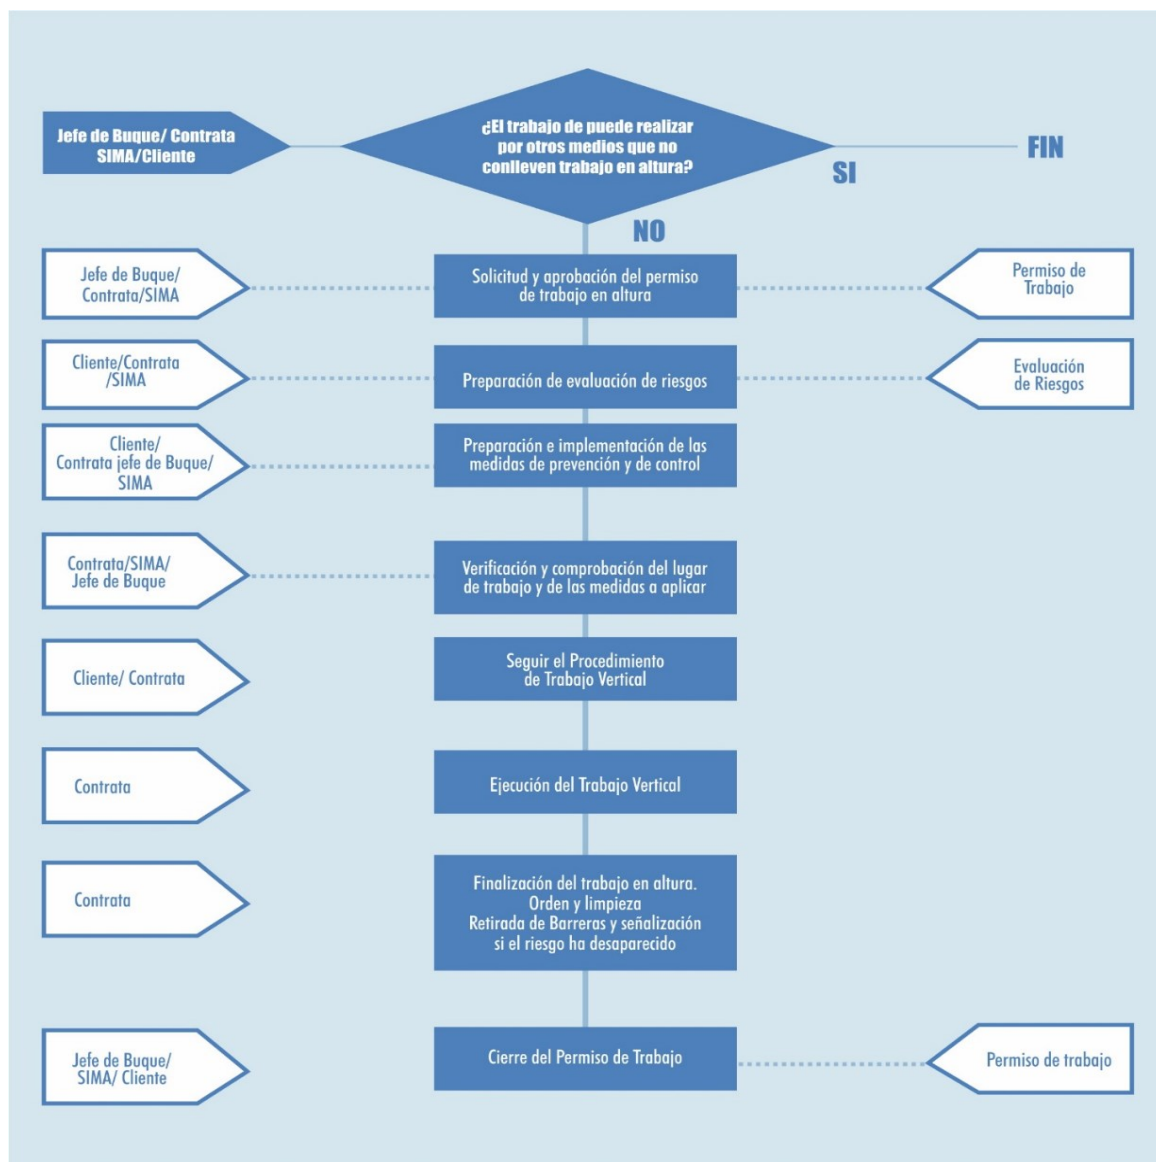 Jefe de Buque/ Contrata
SIMA/Cliente
¿El trabajo de puede realizar
por otros medios que no
conlleven trabajo en altura?
FIN
SI
NO
Jefe de Buque/
Contrata/SIMA
Solicitud y aprobación del permiso
de trabajo en altura
Permiso de
Trabajo
Cliente/Contrata
/SIMA
Preparación de evaluación de riesgos
Evaluación
de Riesgos
Cliente/
Contrata jefe de Buque/
SIMA
Preparación e implementación de las
medidas de prevención y de control
Contrata/SIMA/
Jefe de Buque
Verificación y comprobación del lugar
de trabajo y de las medidas a aplicar
Cliente/ Contrata
Seguir el Procedimiento
de Trabajo Vertical
Contrata
Ejecución del Trabajo Vertical
Contrata
Finalización del trabajo en altura.
Orden y limpieza
Retirada de Barreras y señalización
si el riesgo ha desaparecido
Jefe de Buque/
SIMA/ Cliente
Cierre del Permiso de Trabajo
Permiso de trabajo